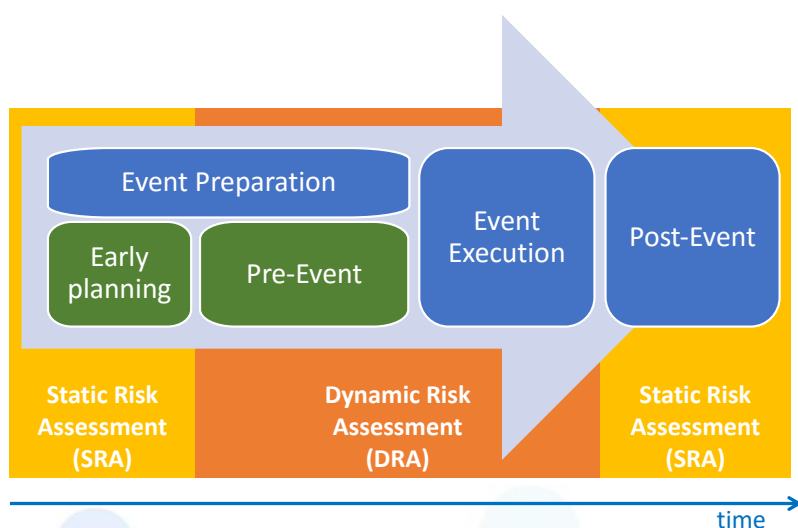 Event Preparation
Early
planning
Pre-Event
Event
Execution
Post-Event
Static Risk
Assessment
(SRA)
Dynamic Risk
Assessment
(DRA)
Static Risk
Assessment
(SRA)
time